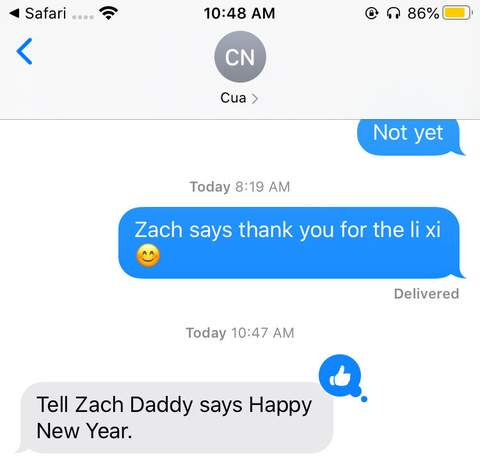 Safari
10:48 AM
86%
CN
Cua
Not yet
Today 8:19 AM
Zach says thank you for the li xi
😊
Delivered
Today 10:47 AM
Tell Zach Daddy says Happy
New Year.